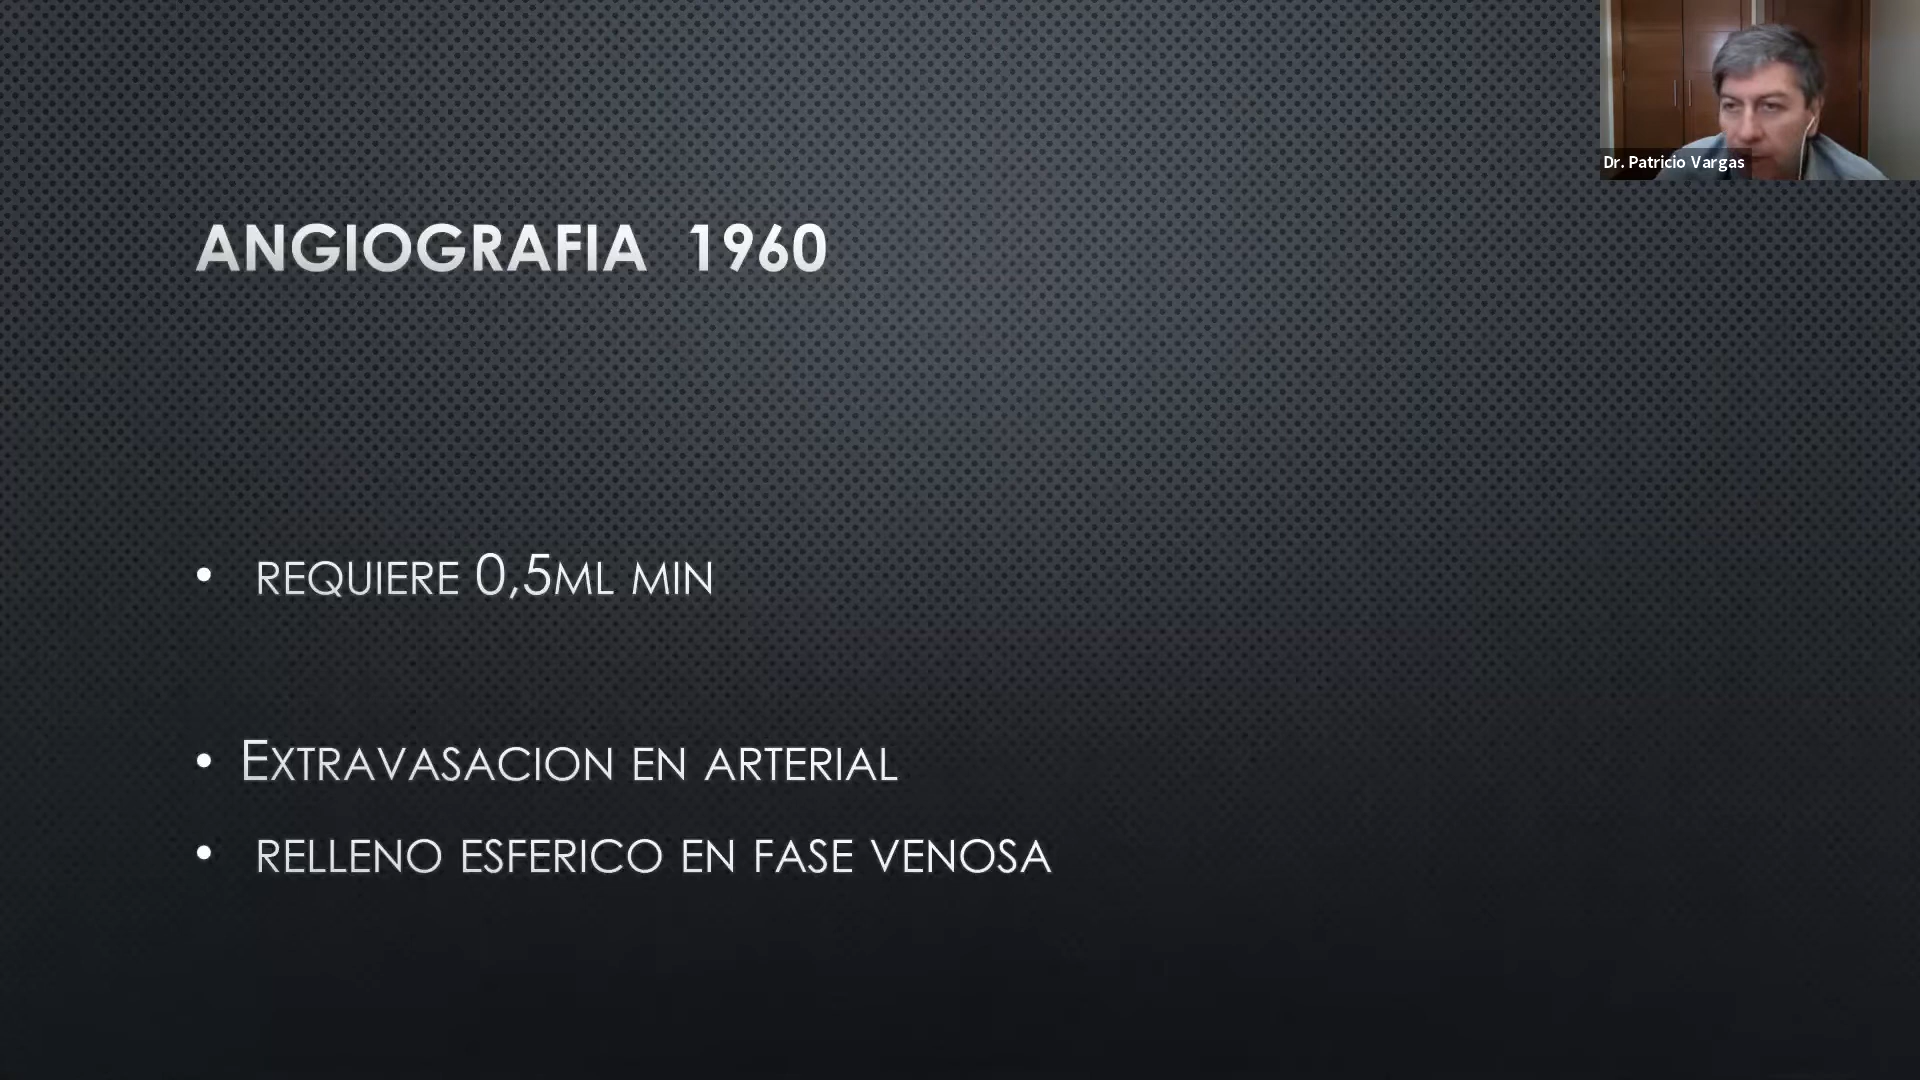 Dr. Patricio Vargas
ANGIOGRAFIA 1960
• REQUIERE 0,5ML MIN
• EXTRAVASACION EN ARTERIAL
• RELLENO ESFERICO EN FASE VENOSA